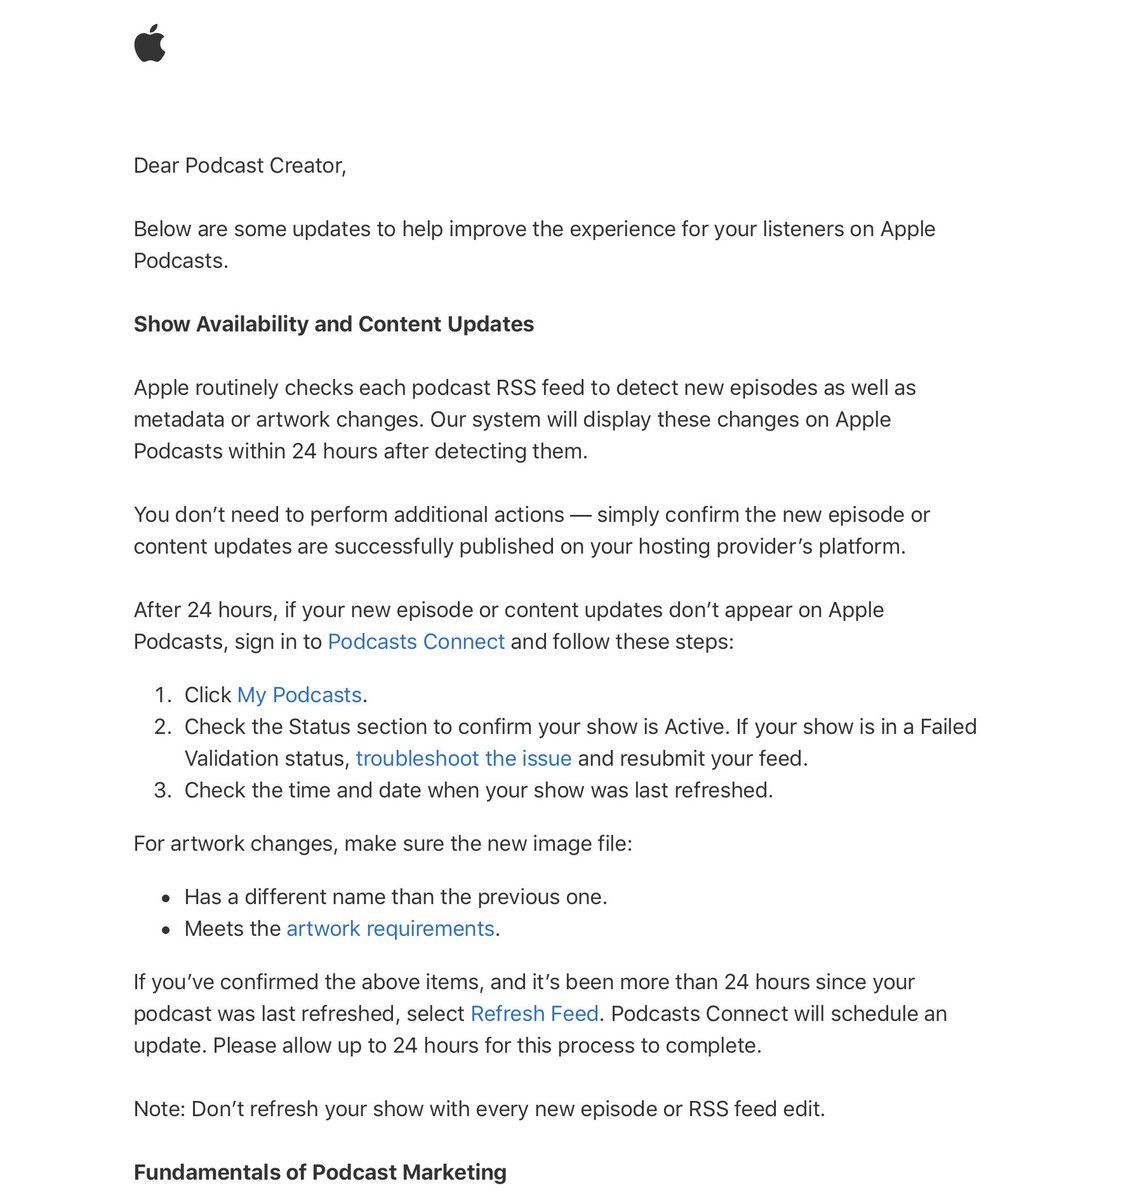 Dear Podcast Creator,
Below are some updates to help improve the experience for your listeners on Apple
Podcasts.
Show Availability and Content Updates
Apple routinely checks each podcast RSS feed to detect new episodes as well as
metadata or artwork changes. Our system will display these changes on Apple
Podcasts within 24 hours after detecting them.
You don’t need to perform additional actions — simply confirm the new episode or
content updates are successfully published on your hosting provider’s platform.
After 24 hours, if your new episode or content updates don’t appear on Apple
Podcasts, sign in to Podcasts Connect and follow these steps:
1. Click My Podcasts.
2. Check the Status section to confirm your show is Active. If your show is in a Failed
Validation status, troubleshoot the issue and resubmit your feed.
3. Check the time and date when your show was last refreshed.
For artwork changes, make sure the new image file:
• Has a different name than the previous one.
• Meets the artwork requirements.
If you’ve confirmed the above items, and it’s been more than 24 hours since your
podcast was last refreshed, select Refresh Feed. Podcasts Connect will schedule an
update. Please allow up to 24 hours for this process to complete.
Note: Don’t refresh your show with every new episode or RSS feed edit.
Fundamentals of Podcast Marketing